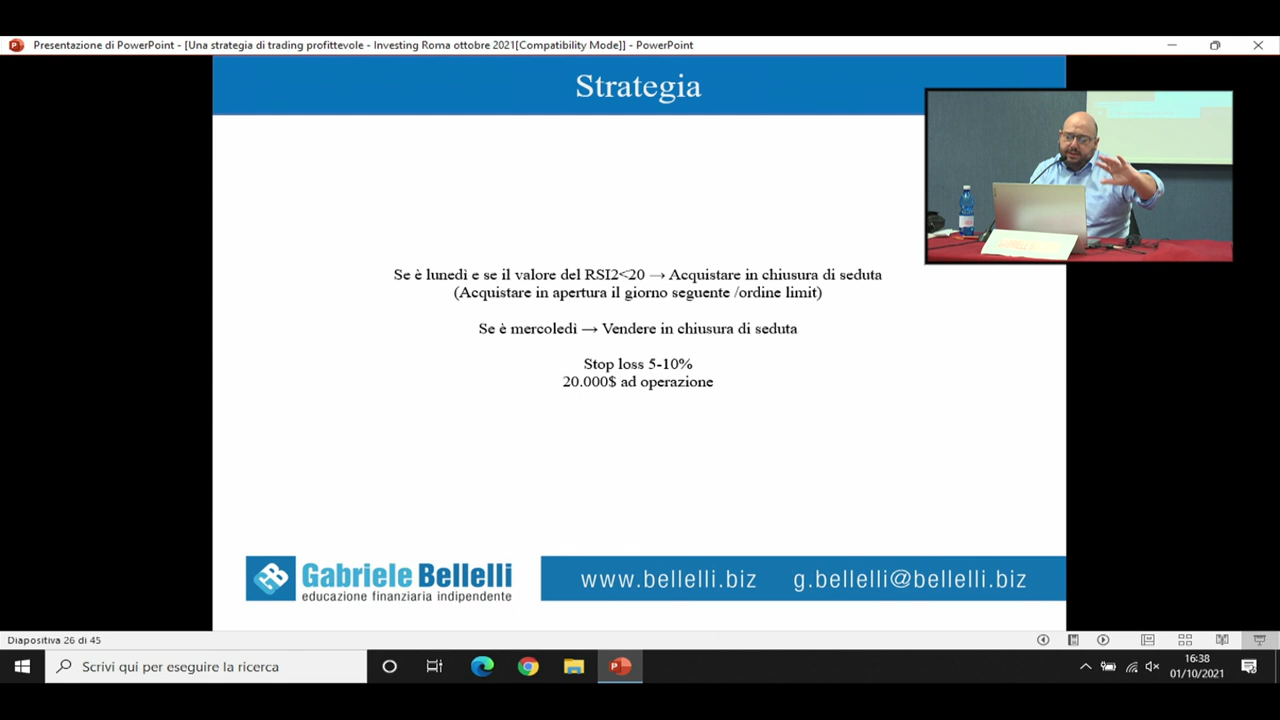 Presentazione di PowerPoint - [Una strategia di trading profittevole - Investing Roma ottobre 2021[Compatibility Mode]] - PowerPoint
Strategia
Se è lunedì e se il valore del RSI2<20 → Acquistare in chiusura di seduta
(Acquistare in apertura il giorno seguente /ordine limit)
Se è mercoledì → Vendere in chiusura di seduta
Stop loss 5-10%
20.000$ ad operazione
Gabriele Bellelli
educazione finanziaria indipendente
www.bellelli.biz g.bellelli@bellelli.biz
Diapositiva 26 di 45
Scrivi qui per eseguire la ricerca
16:38
01/10/2021